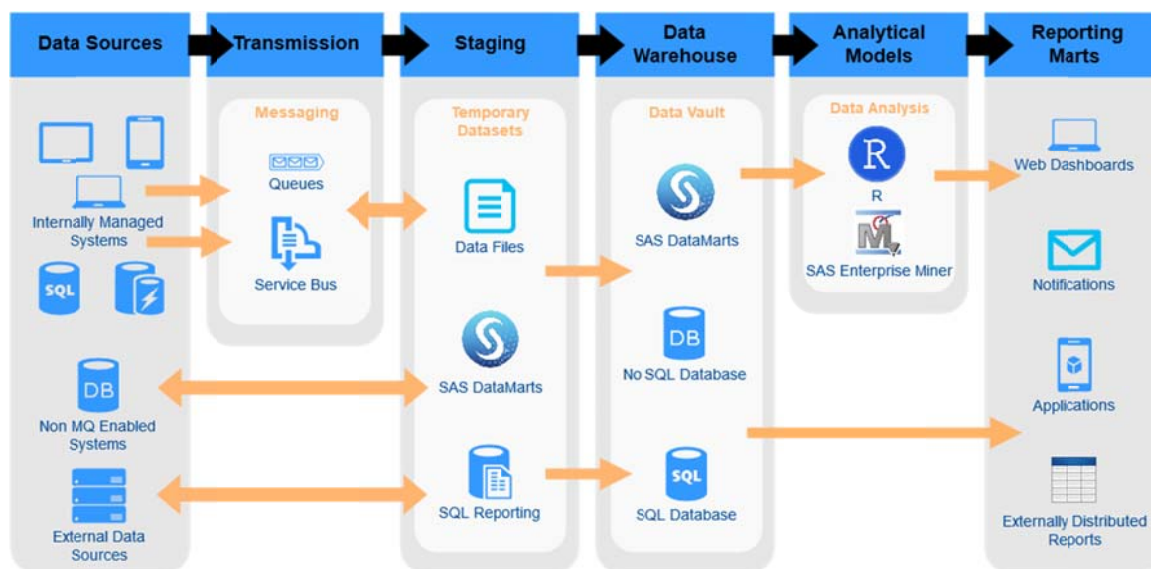 Data Sources
Transmission
Staging
Data
Warehouse
Analytical
Models
Reporting
Marts
Internally Managed
Systems
SQL
DB
Non MQ Enabled
Systems
External Data
Sources
Messaging
Queues
Service Bus
Temporary
Datasets
Data Files
SAS DataMarts
SQL Reporting
Data Vault
SAS DataMarts
DB
No SQL Database
SQL
SQL Database
Data Analysis
R
R
M
SAS Enterprise Miner
Web Dashboards
Notifications
Applications
Externally Distributed
Reports